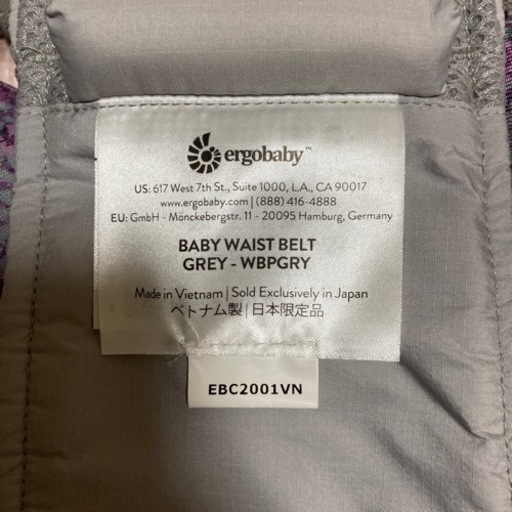 ergobaby™
US: 617 West 7th St., Suite 1000, L.A., CA 90017
www.ergobaby.com | (888) 416-4888
EU: GmbH - Mönckebergstr. 11 - 20095 Hamburg, Germany
BABY WAIST BELT
GREY - WBPGRY
Made in Vietnam | Sold Exclusively in Japan
ベトナム製 | 日本限定品
EBC2001VN